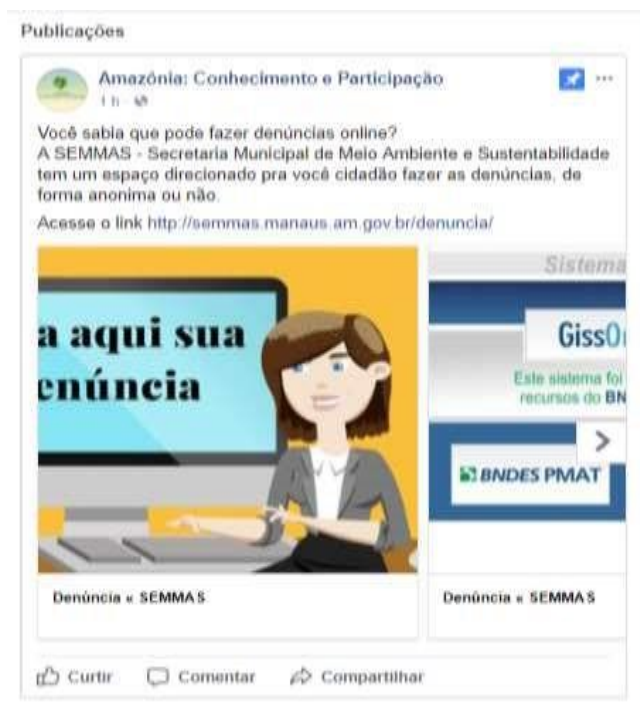 Publicações
Amazônia: Conhecimento e Participação
1 h
Você sabia que pode fazer denúncias online?
A SEMMAS - Secretaria Municipal de Meio Ambiente e Sustentabilidade
tem um espaço direcionado pra você cidadão fazer as denúncias, de
forma anonima ou não.
Acesse o link http://semmas.manaus.am.gov.br/denuncia/
a aqui sua
enúncia
Sistema
GissO
Este sistema foi
recursos do BN
BNDES PMAT
Denúncia « SEMMAS
Denúncia « SEMMAS
Curtir
Comentar
Compartilhar